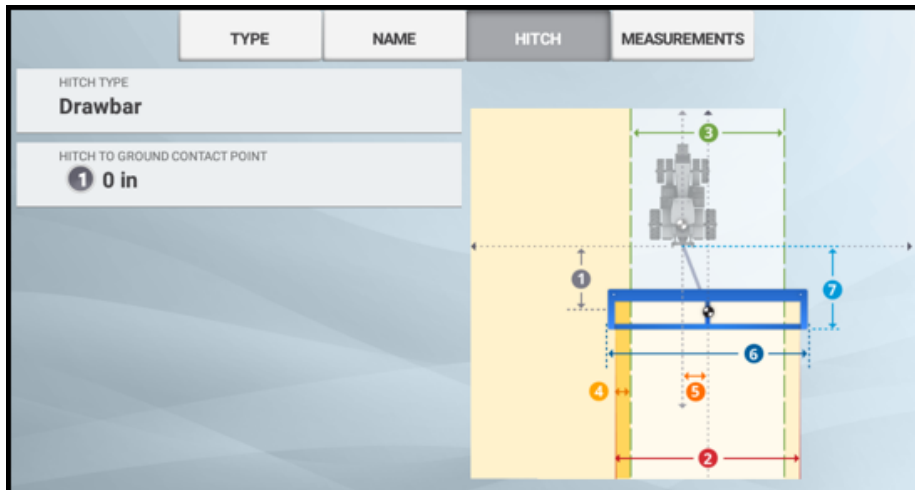 TYPE
NAME
HITCH
MEASUREMENTS
HITCH TYPE
Drawbar
HITCH TO GROUND CONTACT POINT
1 0 in
3
1
7
6
4
5
2